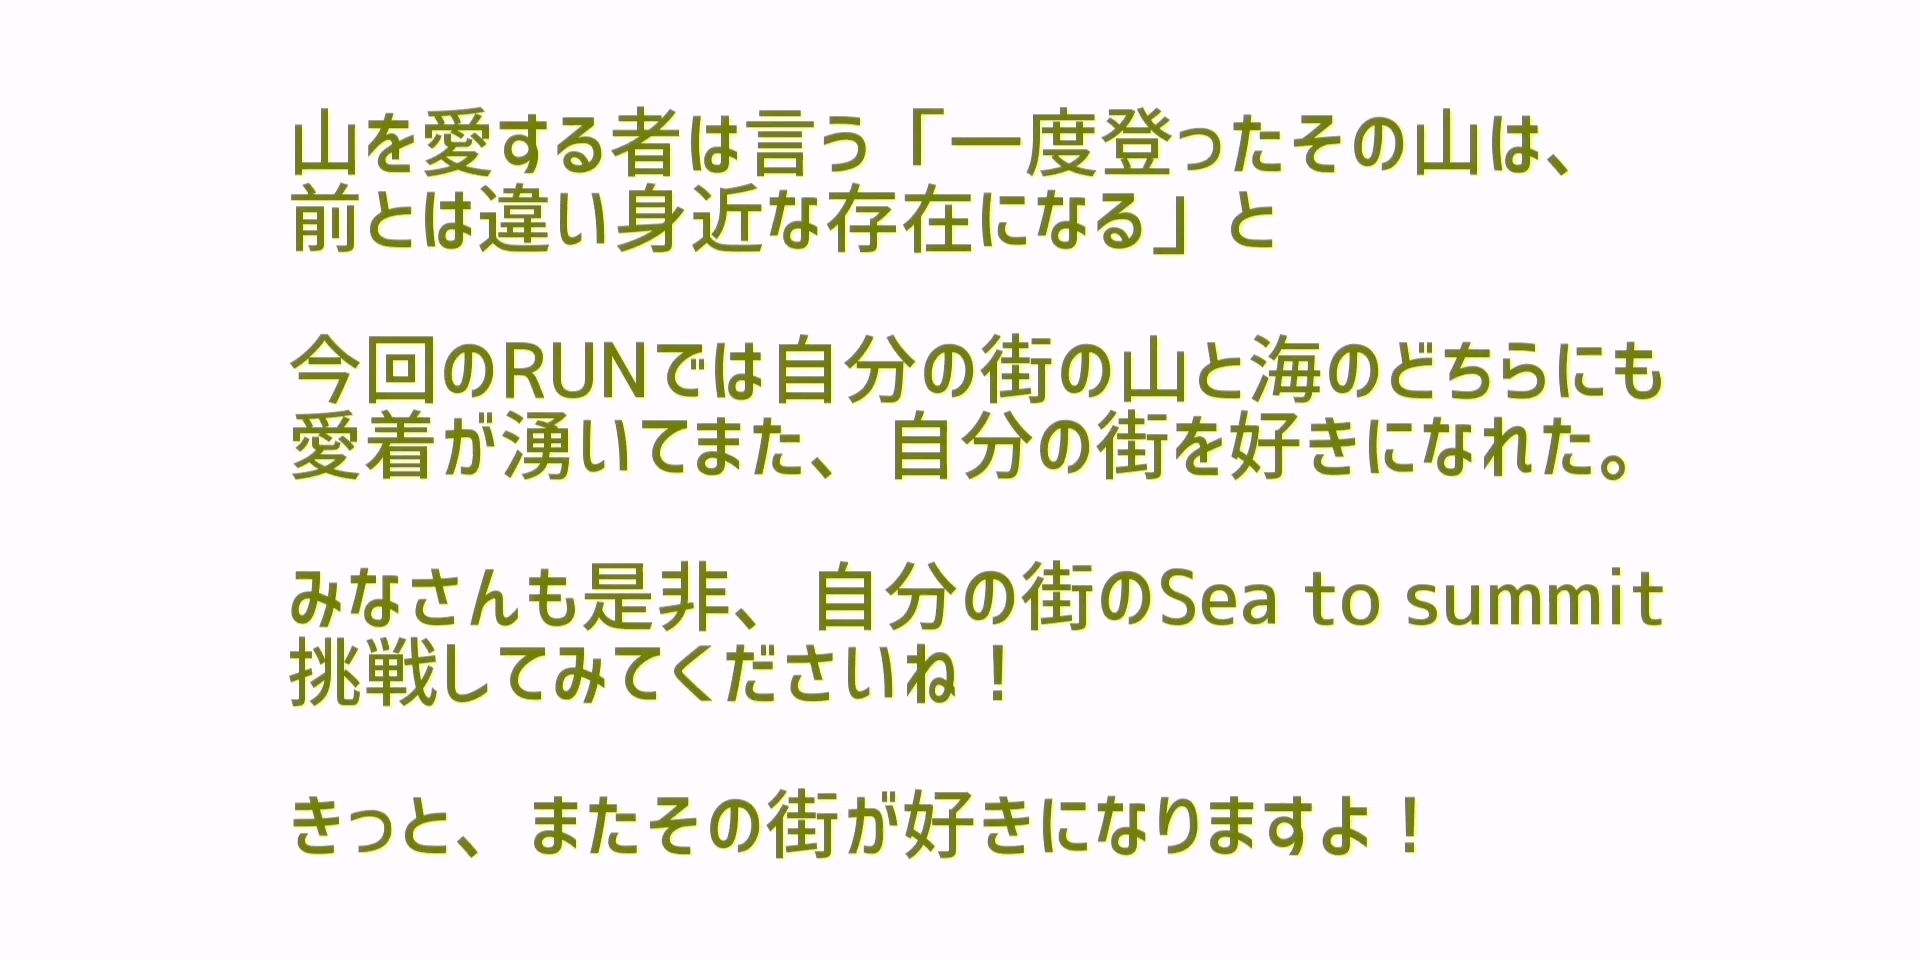 山を愛する者は言う「一度登ったその山は、
前とは違い身近な存在になる」と
今回のRUNでは自分の街の山と海のどちらにも
愛着が湧いてまた、自分の街を好きになれた。
みなさんも是非、自分の街のSea to summit
挑戦してみてくださいね！
きっと、またその街が好きになりますよ！